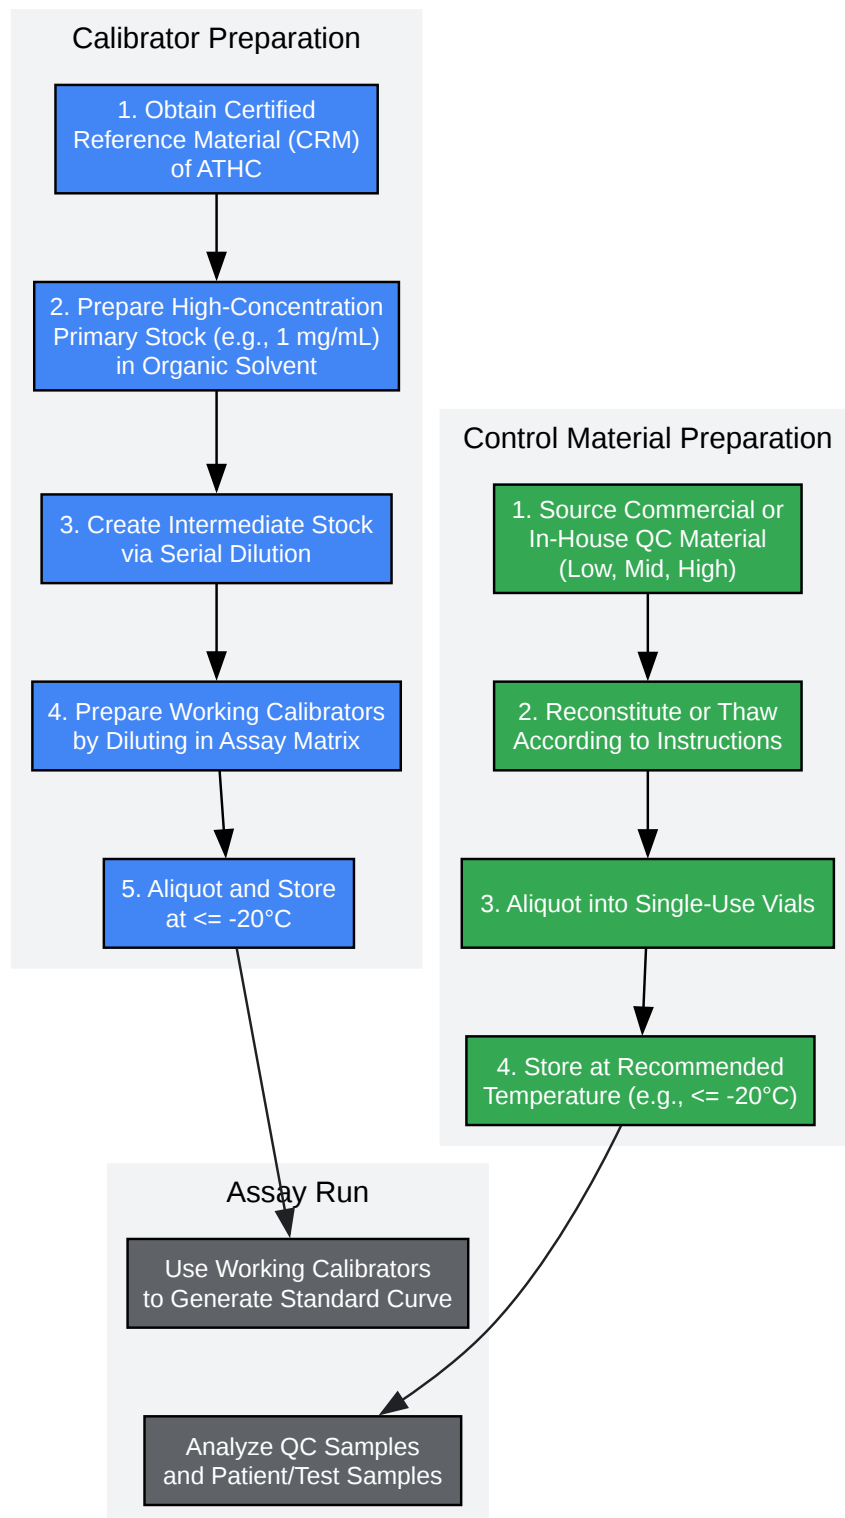 Calibrator Preparation
1. Obtain Certified
Reference Material (CRM)
of ATHC
2. Prepare High-Concentration
Primary Stock (e.g., 1 mg/mL)
in Organic Solvent
3. Create Intermediate Stock
via Serial Dilution
4. Prepare Working Calibrators
by Diluting in Assay Matrix
5. Aliquot and Store
at <= -20°C
Control Material Preparation
1. Source Commercial or
In-House QC Material
(Low, Mid, High)
2. Reconstitute or Thaw
According to Instructions
3. Aliquot into Single-Use Vials
4. Store at Recommended
Temperature (e.g., <= -20°C)
Assay Run
Use Working Calibrators
to Generate Standard Curve
Analyze QC Samples
and Patient/Test Samples